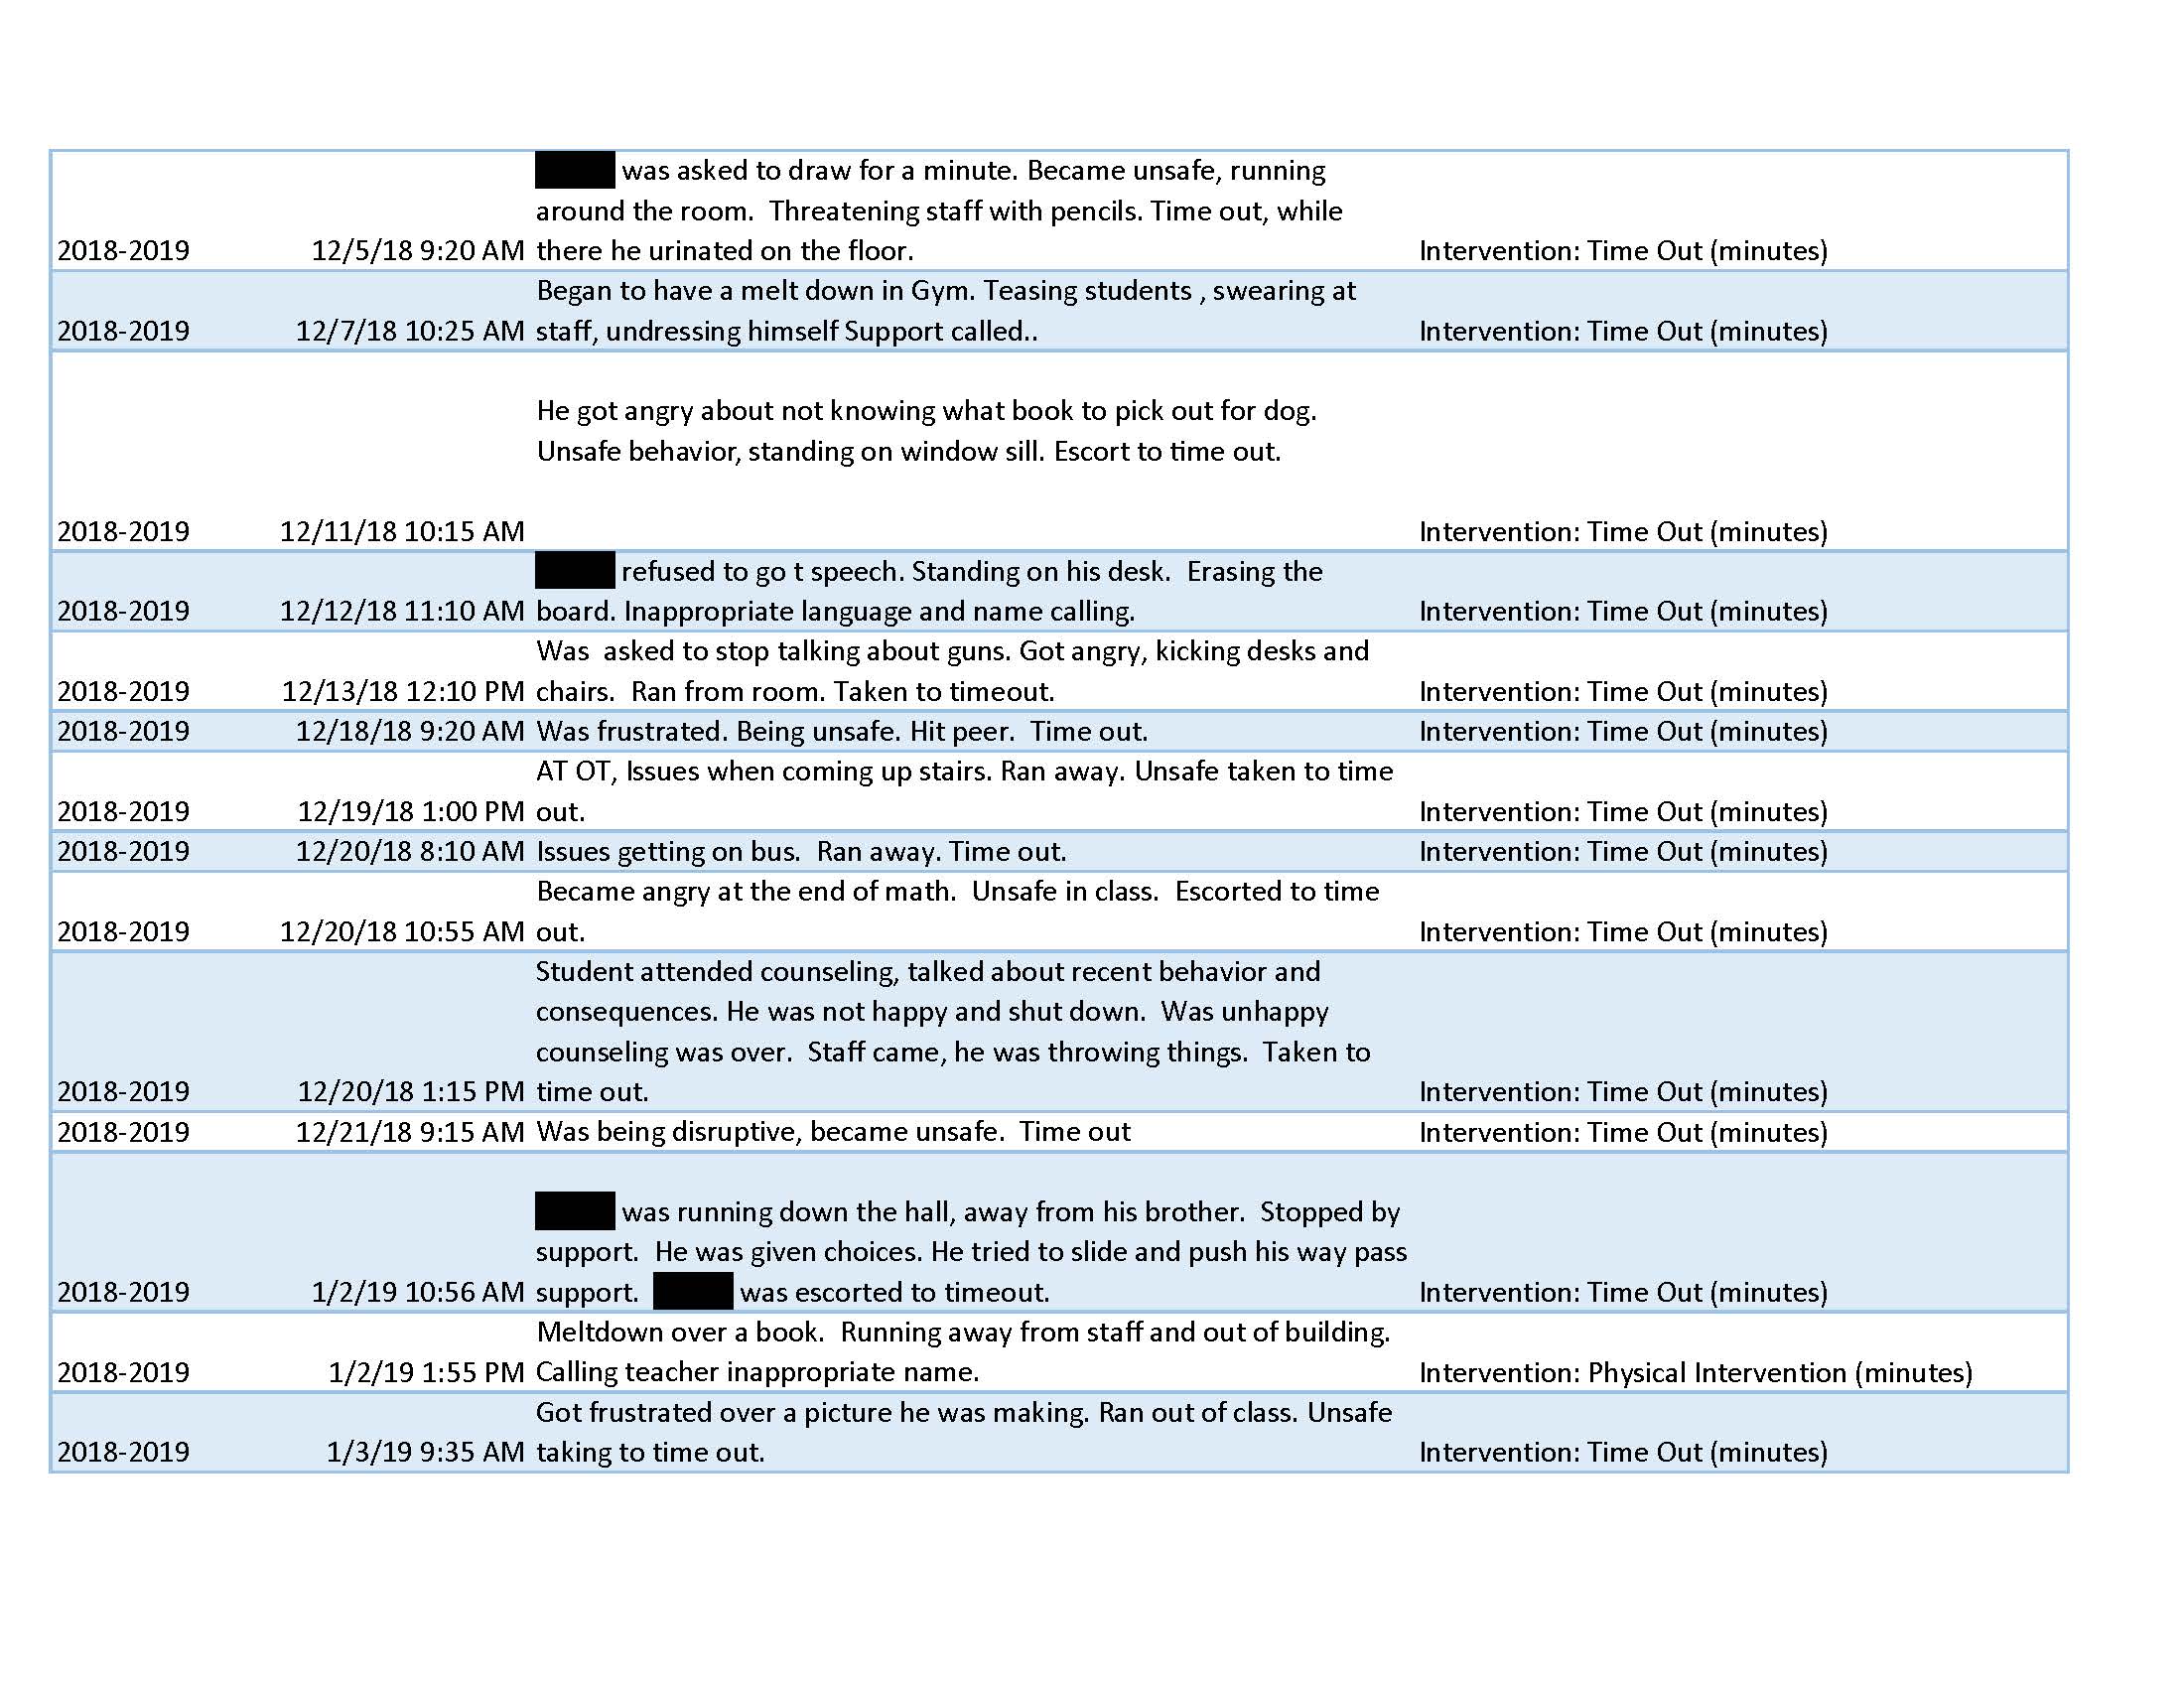 was asked to draw for a minute. Became unsafe, running
around the room.  Threatening staff with pencils. Time out, while
2018-2019 12/5/18 9:20 AM there he urinated on the floor. Intervention: Time Out (minutes)
Began to have a melt down in Gym. Teasing students , swearing at
2018-2019 12/7/18 10:25 AM staff, undressing himself Support called.. Intervention: Time Out (minutes)
He got angry about not knowing what book to pick out for dog.
Unsafe behavior, standing on window sill. Escort to time out.
2018-2019 12/11/18 10:15 AM Intervention: Time Out (minutes)
refused to go t speech. Standing on his desk.  Erasing the
2018-2019 12/12/18 11:10 AM board. Inappropriate language and name calling. Intervention: Time Out (minutes)
Was  asked to stop talking about guns. Got angry, kicking desks and
2018-2019 12/13/18 12:10 PM chairs.  Ran from room. Taken to timeout. Intervention: Time Out (minutes)
2018-2019 12/18/18 9:20 AM Was frustrated. Being unsafe. Hit peer.  Time out. Intervention: Time Out (minutes)
AT OT, Issues when coming up stairs. Ran away. Unsafe taken to time
2018-2019 12/19/18 1:00 PM out. Intervention: Time Out (minutes)
2018-2019 12/20/18 8:10 AM Issues getting on bus.  Ran away. Time out. Intervention: Time Out (minutes)
Became angry at the end of math.  Unsafe in class.  Escorted to time
2018-2019 12/20/18 10:55 AM out. Intervention: Time Out (minutes)
Student attended counseling, talked about recent behavior and
consequences. He was not happy and shut down.  Was unhappy
counseling was over.  Staff came, he was throwing things.  Taken to
2018-2019 12/20/18 1:15 PM time out. Intervention: Time Out (minutes)
2018-2019 12/21/18 9:15 AM Was being disruptive, became unsafe.  Time out Intervention: Time Out (minutes)
was running down the hall, away from his brother.  Stopped by
support.  He was given choices. He tried to slide and push his way pass
2018-2019 1/2/19 10:56 AM support. was escorted to timeout. Intervention: Time Out (minutes)
Meltdown over a book.  Running away from staff and out of building.
2018-2019 1/2/19 1:55 PM Calling teacher inappropriate name. Intervention: Physical Intervention (minutes)
Got frustrated over a picture he was making. Ran out of class. Unsafe
2018-2019 1/3/19 9:35 AM taking to time out. Intervention: Time Out (minutes)